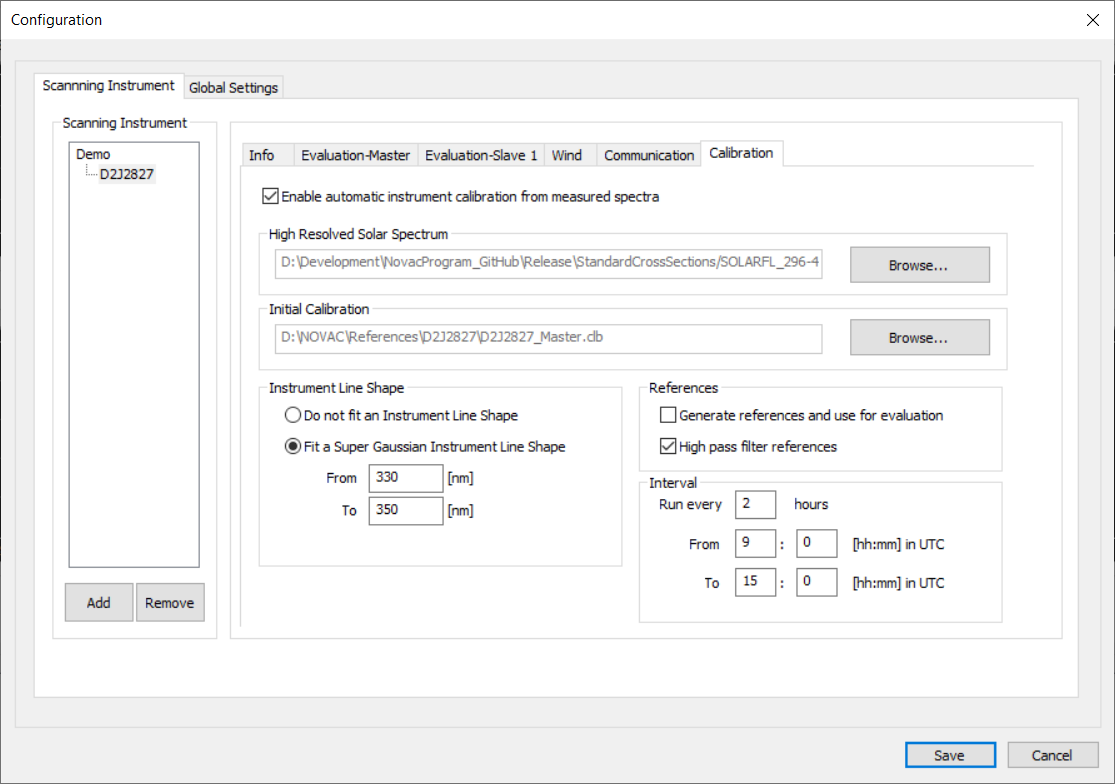 Configuration
Scannning Instrument
Global Settings
Scanning Instrument
Demo
D2J2827
Add
Remove
Info
Evaluation-Master
Evaluation-Slave 1
Wind
Communication
Calibration
Enable automatic instrument calibration from measured spectra
High Resolved Solar Spectrum
D:\Development\NovacProgram_GitHub\Release\StandardCrossSections/SOLARFL_296-4
Browse...
Initial Calibration
D:\NOVAC\References\D2J2827\D2J2827_Master.clb
Browse...
Instrument Line Shape
Do not fit an Instrument Line Shape
Fit a Super Gaussian Instrument Line Shape
From 330 [nm]
To 350 [nm]
References
Generate references and use for evaluation
High pass filter references
Interval
Run every 2 hours
From 9 : 0 [hh:mm] in UTC
To 15 : 0 [hh:mm] in UTC
Save
Cancel